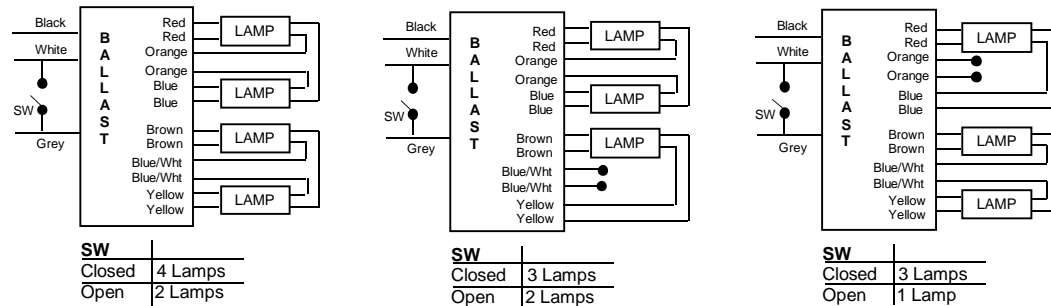 Black
White
SW
Grey
BALLAST
Red
Red
Orange
Orange
Blue
Blue
Brown
Brown
Blue/Wht
Blue/Wht
Yellow
Yellow
LAMP
LAMP
LAMP
LAMP
SW
Closed 4 Lamps
Open 2 Lamps
Black
White
SW
Grey
BALLAST
Red
Red
Orange
Orange
Blue
Blue
Brown
Brown
Blue/Wht
Blue/Wht
Yellow
Yellow
LAMP
LAMP
LAMP
SW
Closed 3 Lamps
Open 2 Lamps
Black
White
SW
Grey
BALLAST
Red
Red
Orange
Orange
Blue
Blue
Brown
Brown
Blue/Wht
Blue/Wht
Yellow
Yellow
LAMP
LAMP
LAMP
SW
Closed 3 Lamps
Open 1 Lamp